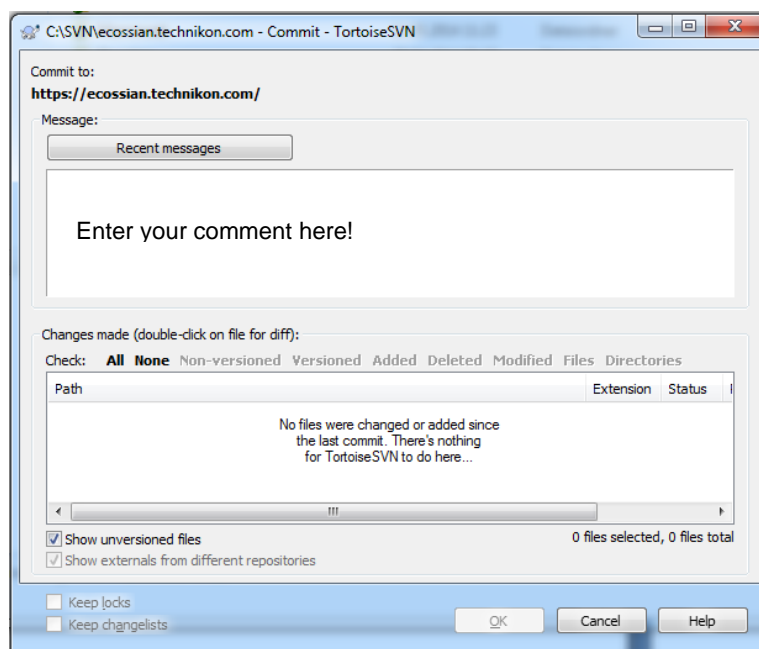 C:\SVN\ecossian.technikon.com - Commit - TortoiseSVN
Commit to:
https://ecossian.technikon.com/
Message:
Recent messages
Enter your comment here!
Changes made (double-click on file for diff):
Check: All None Non-versioned Versioned Added Deleted Modified Files Directories
Path Extension Status
No files were changed or added since
the last commit. There's nothing
for TortoiseSVN to do here...
Show unversioned files 0 files selected, 0 files total
Show externals from different repositories
Keep locks
Keep changelists
OK Cancel Help